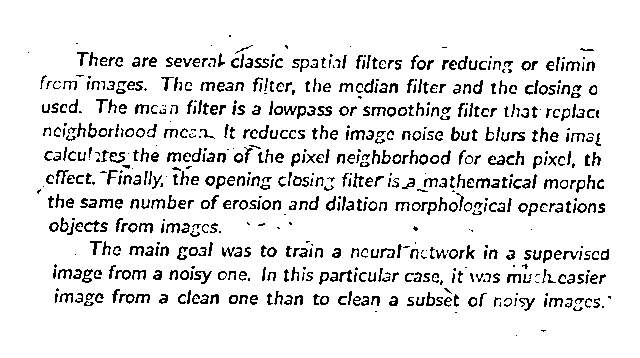 There are several classic spatial filters for reducing or elimin
from images. The mean filter, the median filter and the closing o
used. The mean filter is a lowpass or smoothing filter that replace
neighborhood mean. It reduces the image noise but blurs the imag
calculates the median of the pixel neighborhood for each pixel, th
effect. Finally, the opening closing filter is a mathematical morpho
the same number of erosion and dilation morphological operations
objects from images.
The main goal was to train a neural network in a supervised
image from a noisy one. In this particular case, it was much easier
image from a clean one than to clean a subset of noisy images.